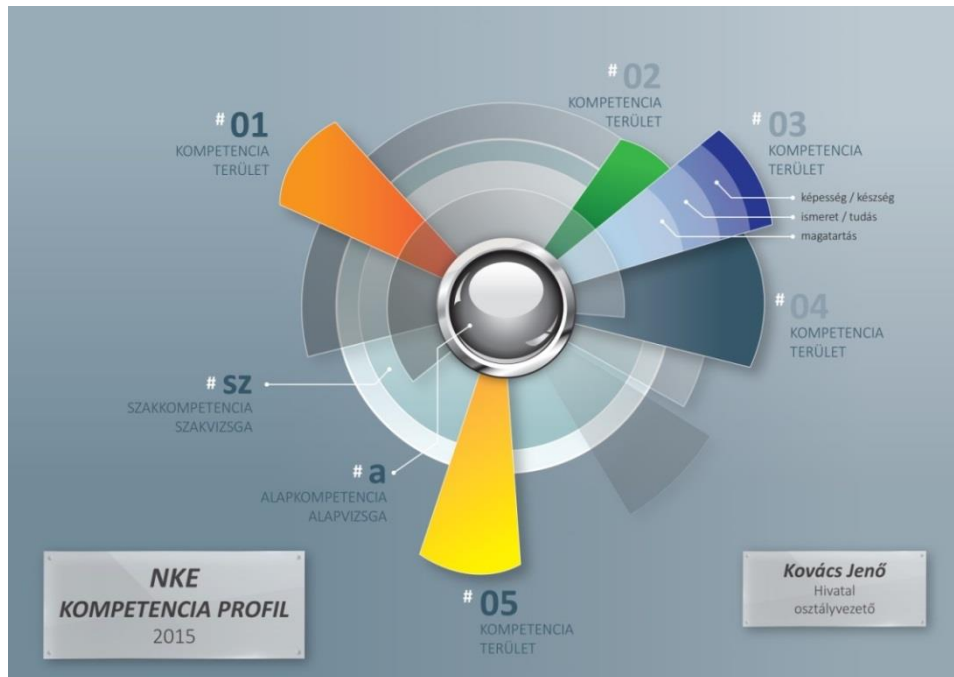 #01
KOMPETENCIA
TERÜLET
#02
KOMPETENCIA
TERÜLET
#03
KOMPETENCIA
TERÜLET
képesség / készség
ismeret / tudás
magatartás
#04
KOMPETENCIA
TERÜLET
#sz
SZAKKOMPETENCIA
SZAKVIZSGA
#a
ALAPKOMPETENCIA
ALAPVIZSGA
#05
KOMPETENCIA
TERÜLET
NKE
KOMPETENCIA PROFIL
2015
Kovács Jenő
Hivatal
osztályvezető